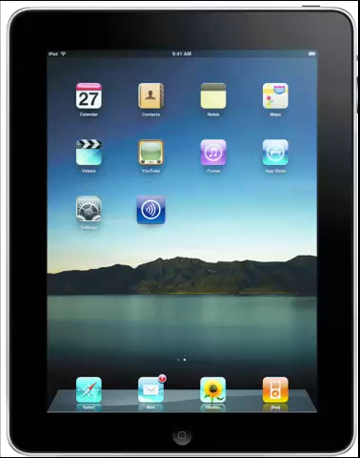 iPad 9:41 AM
27
Calendar Contacts Notes Maps
Videos YouTube iTunes App Store
Settings
Safari Mail Photos iPod